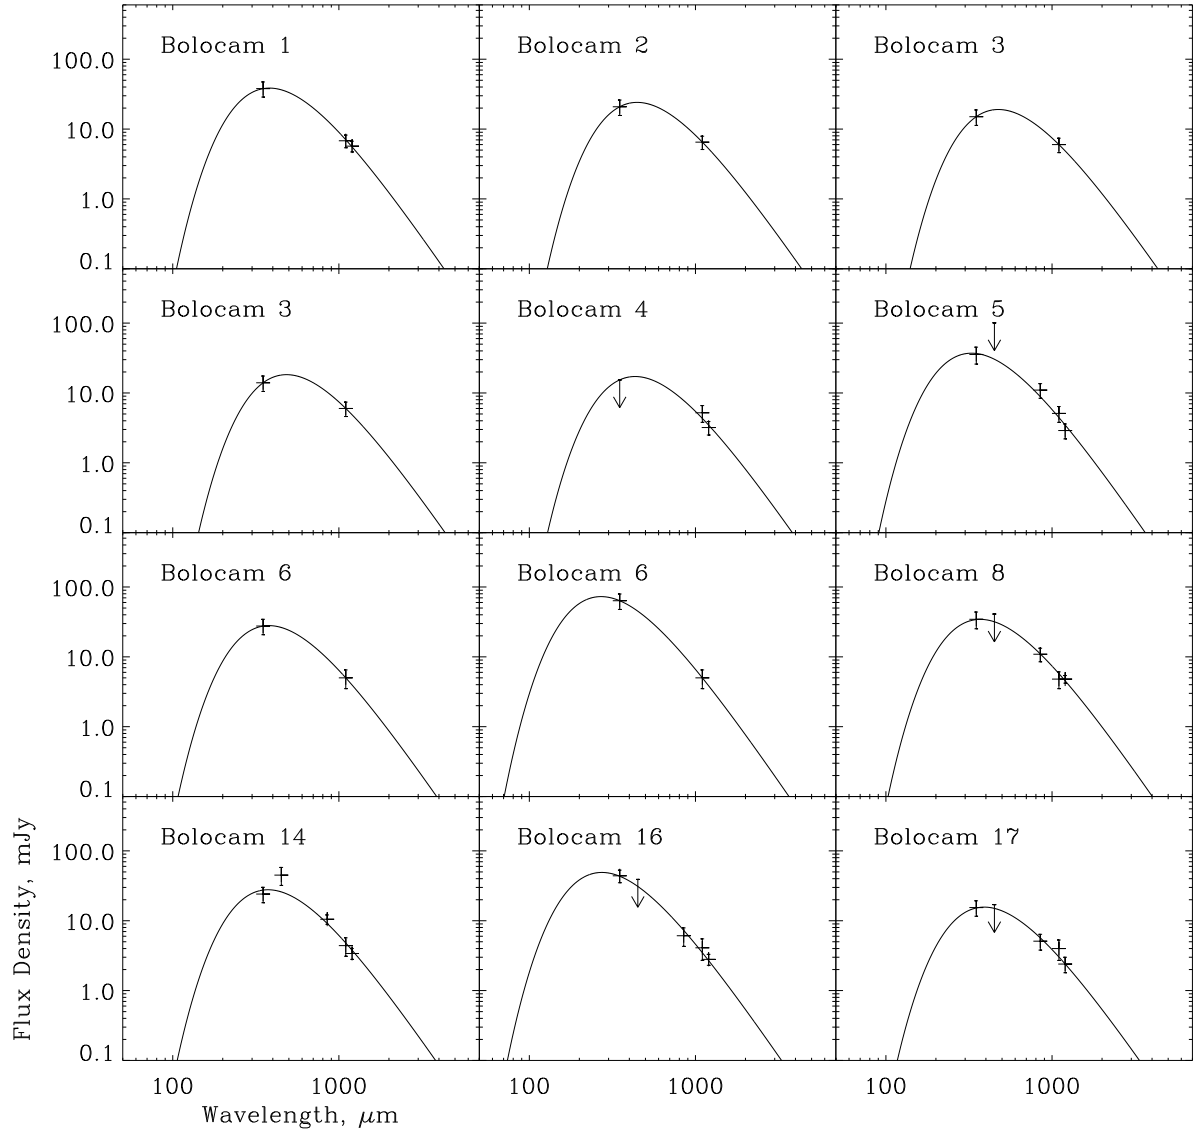 Bolocam 1
Bolocam 2
Bolocam 3
100.0
10.0
1.0
0.1
Bolocam 3
Bolocam 4
Bolocam 5
100.0
10.0
1.0
0.1
Bolocam 6
Bolocam 6
Bolocam 8
100.0
10.0
1.0
0.1
Bolocam 14
Bolocam 16
Bolocam 17
100.0
10.0
1.0
0.1
Flux Density, mJy
100
1000
100
1000
100
1000
Wavelength, μm